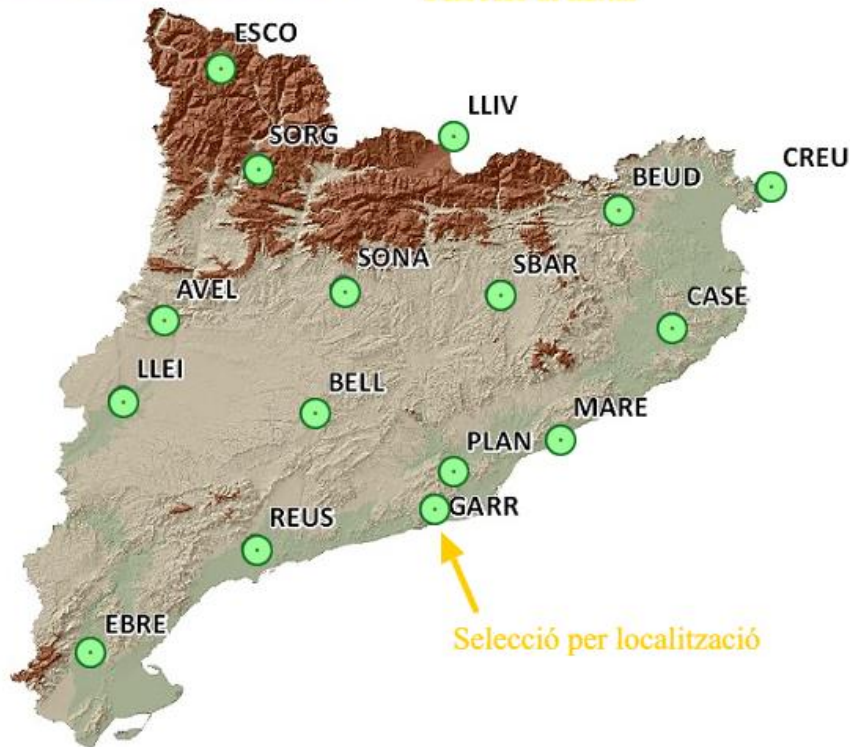 ESCO
LLIV
SORG
CREU
BEUD
SONA
SBAR
AVEL
CASE
LLEI
BELL
MARE
PLAN
GARR
REUS
EBRE
Selecció per localització